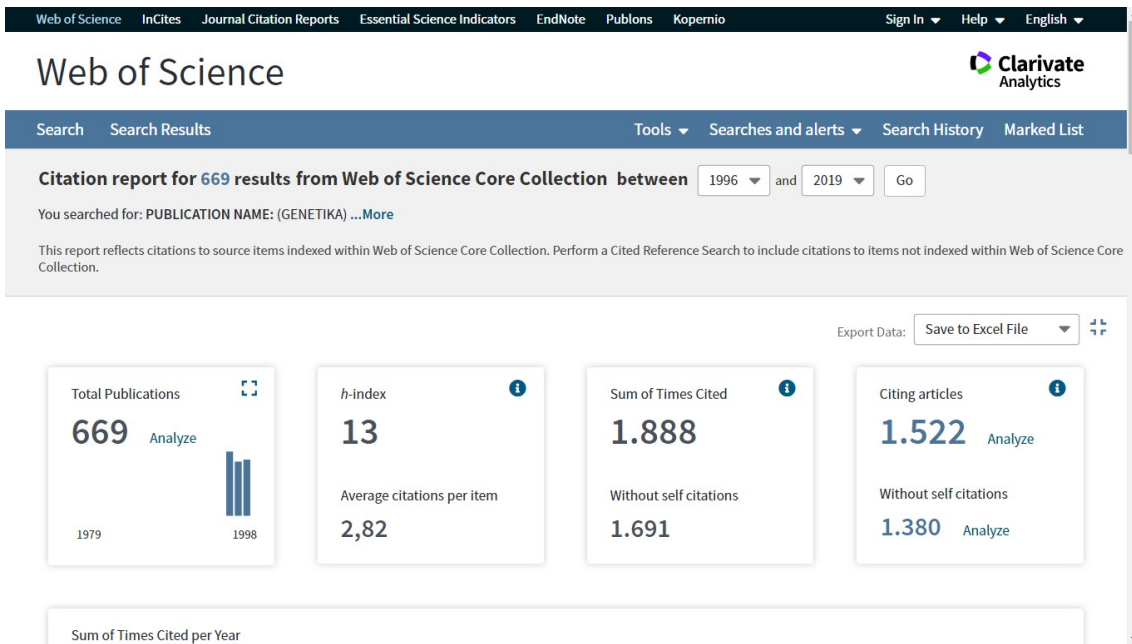 Web of Science InCites Journal Citation Reports Essential Science Indicators EndNote Publons Kopernio Sign In Help English
Web of Science
Clarivate
Analytics
Search Search Results Tools Searches and alerts Search History Marked List
Citation report for 669 results from Web of Science Core Collection between 1996 and 2019 Go
You searched for: PUBLICATION NAME: (GENETIKA) ...More
This report reflects citations to source items indexed within Web of Science Core Collection. Perform a Cited Reference Search to include citations to items not indexed within Web of Science Core
Collection.
Export Data: Save to Excel File
Total Publications
669 Analyze
1979 1998
h-index
13
Average citations per item
2,82
Sum of Times Cited
1.888
Without self citations
1.691
Citing articles
1.522 Analyze
Without self citations
1.380 Analyze
Sum of Times Cited per Year